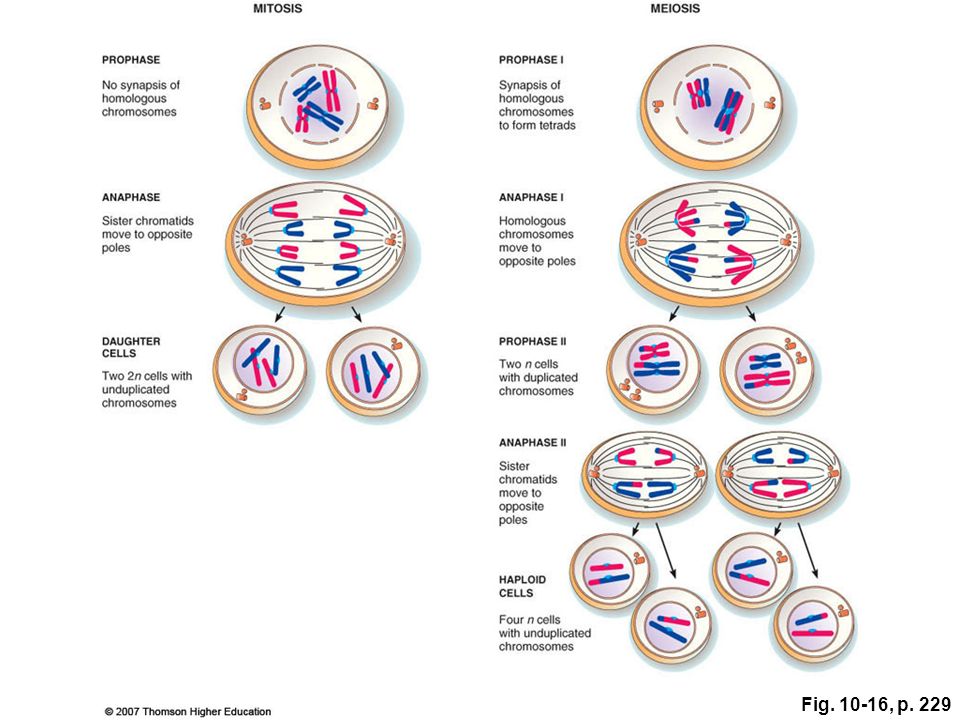 MITOSIS
PROPHASE
No synapsis of
homologous
chromosomes
ANAPHASE
Sister chromatids
move to opposite
poles
DAUGHTER
CELLS
Two 2n cells with
unduplicated
chromosomes
MEIOSIS
PROPHASE I
Synapsis of
homologous
chromosomes
to form tetrads
ANAPHASE I
Homologous
chromosomes
move to
opposite poles
PROPHASE II
Two n cells
with duplicated
chromosomes
ANAPHASE II
Sister
chromatids
move to
opposite
poles
HAPLOID
CELLS
Four n cells
with unduplicated
chromosomes
© 2007 Thomson Higher Education
Fig. 10-16, p. 229